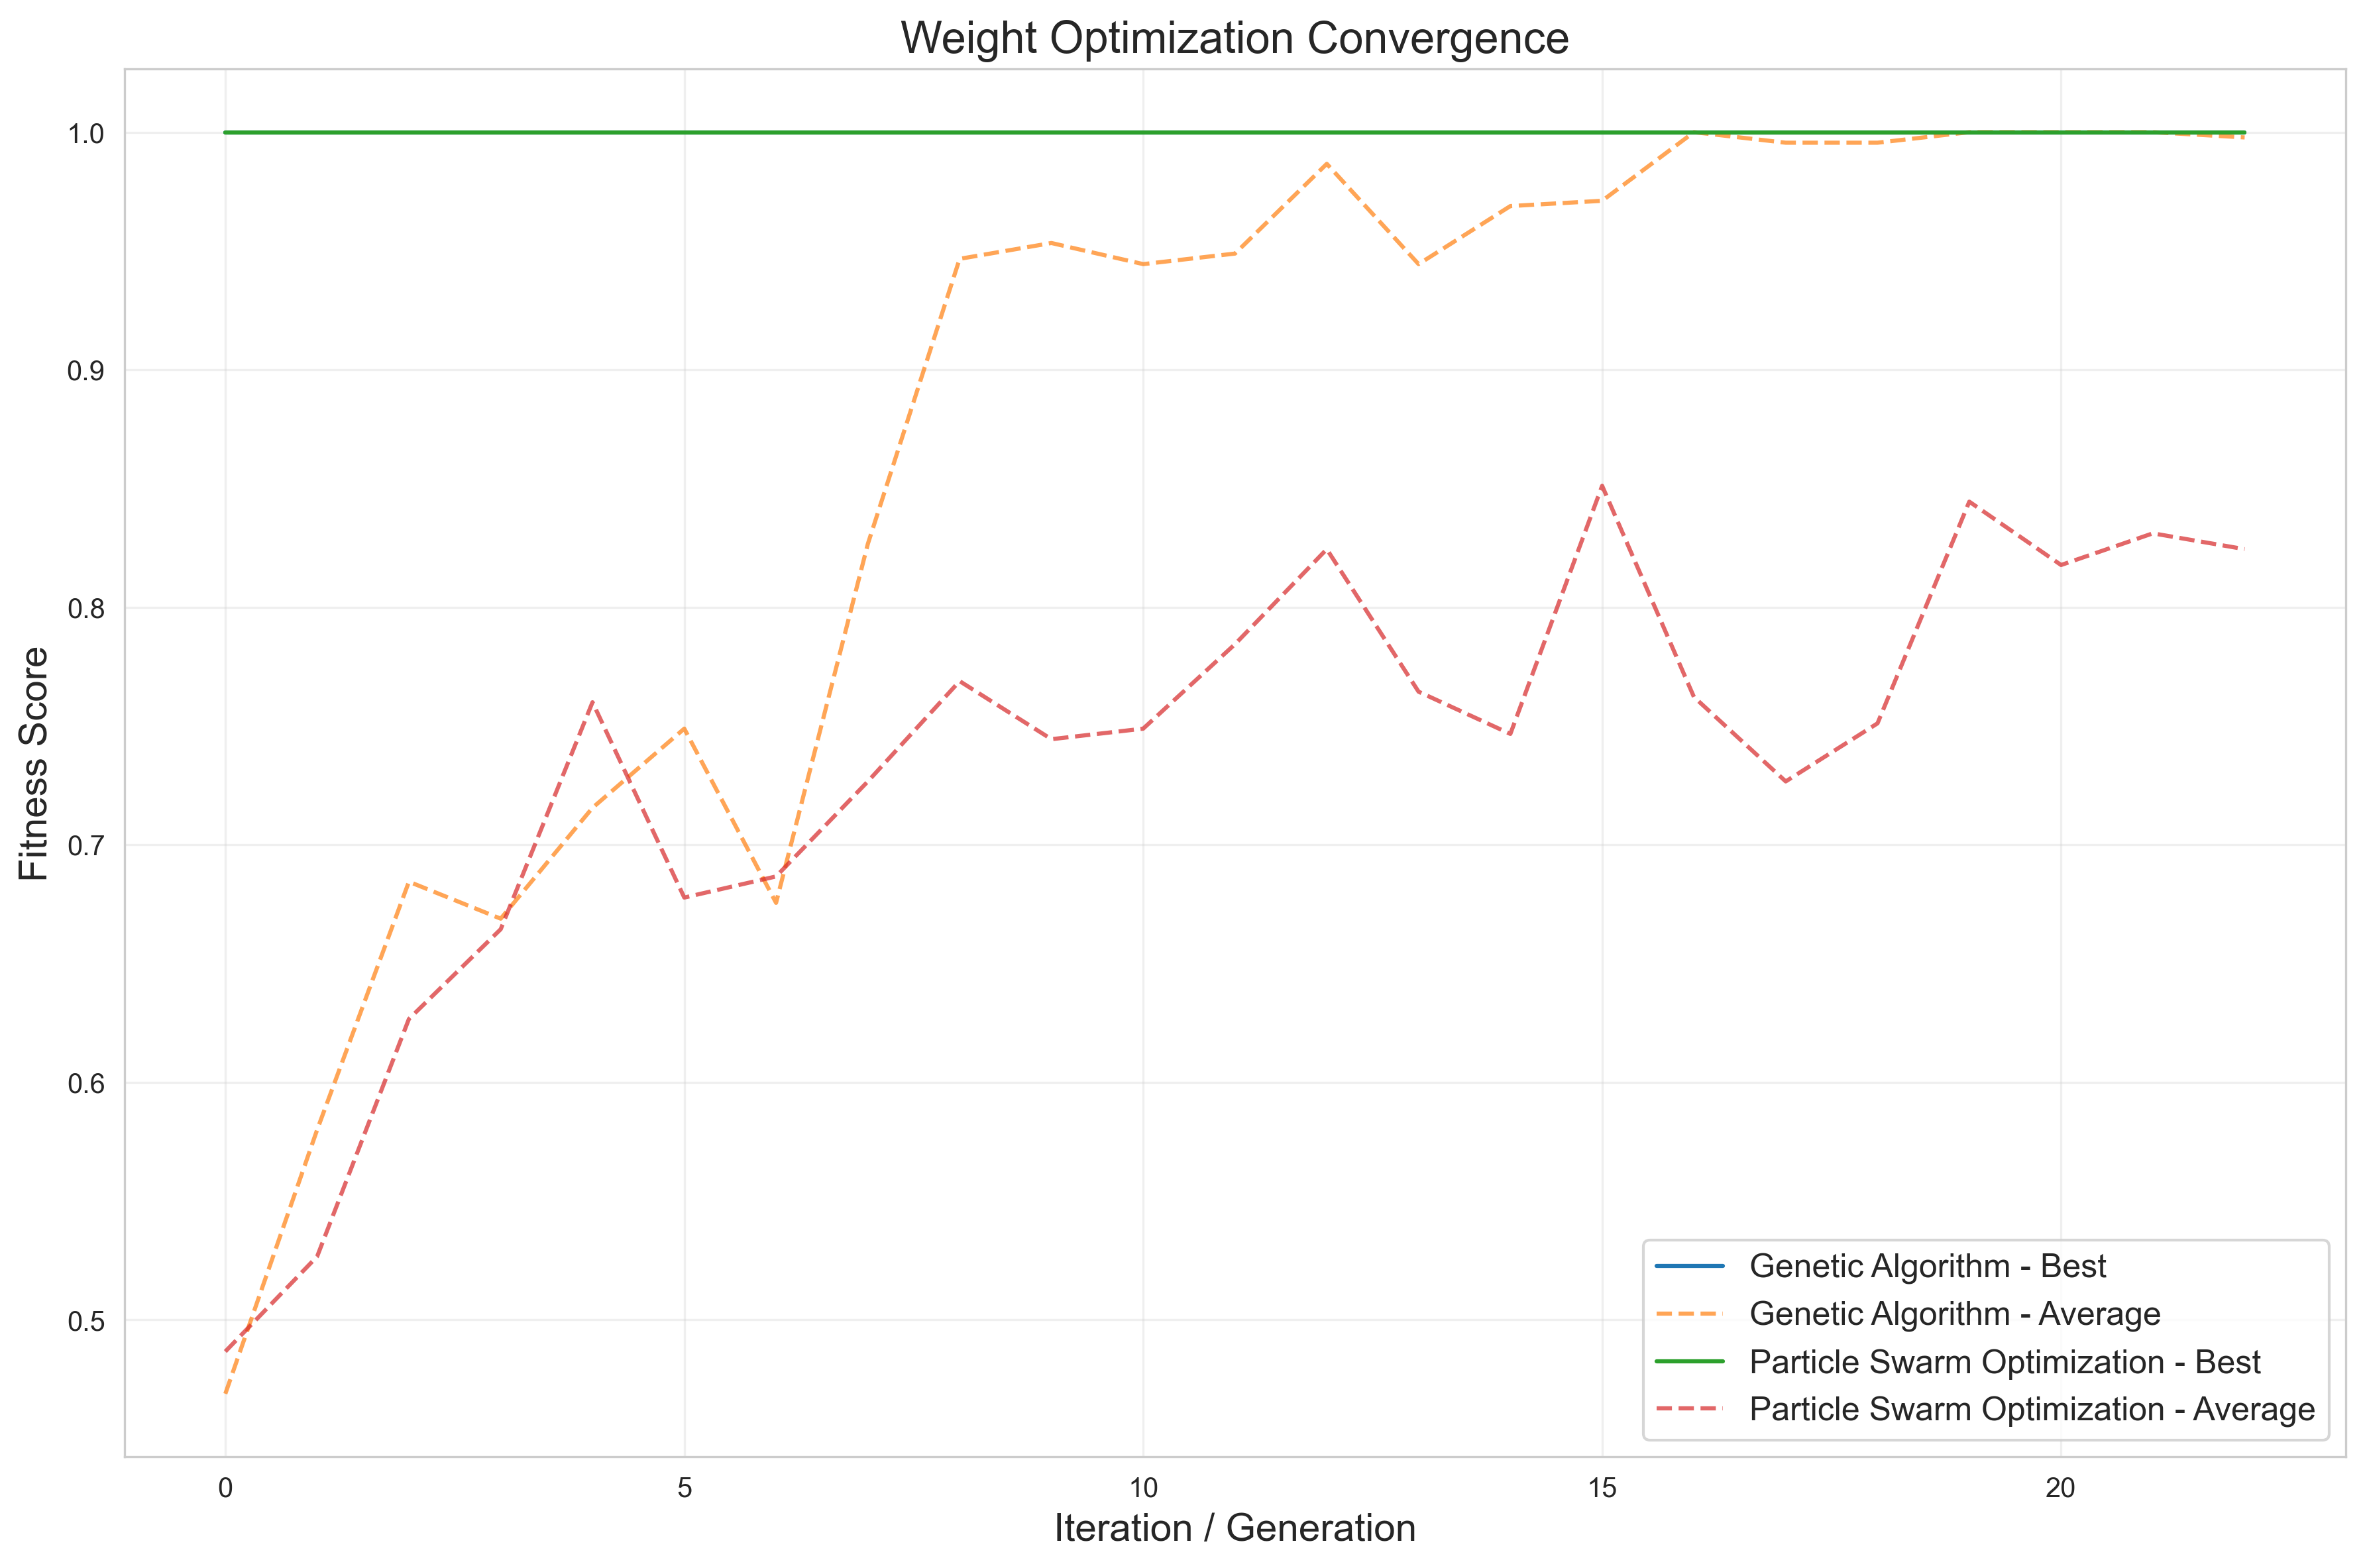 Weight Optimization Convergence
Fitness Score
1.0
0.9
0.8
0.7
0.6
0.5
0 5 10 15 20
Iteration / Generation
Genetic Algorithm - Best
Genetic Algorithm - Average
Particle Swarm Optimization - Best
Particle Swarm Optimization - Average